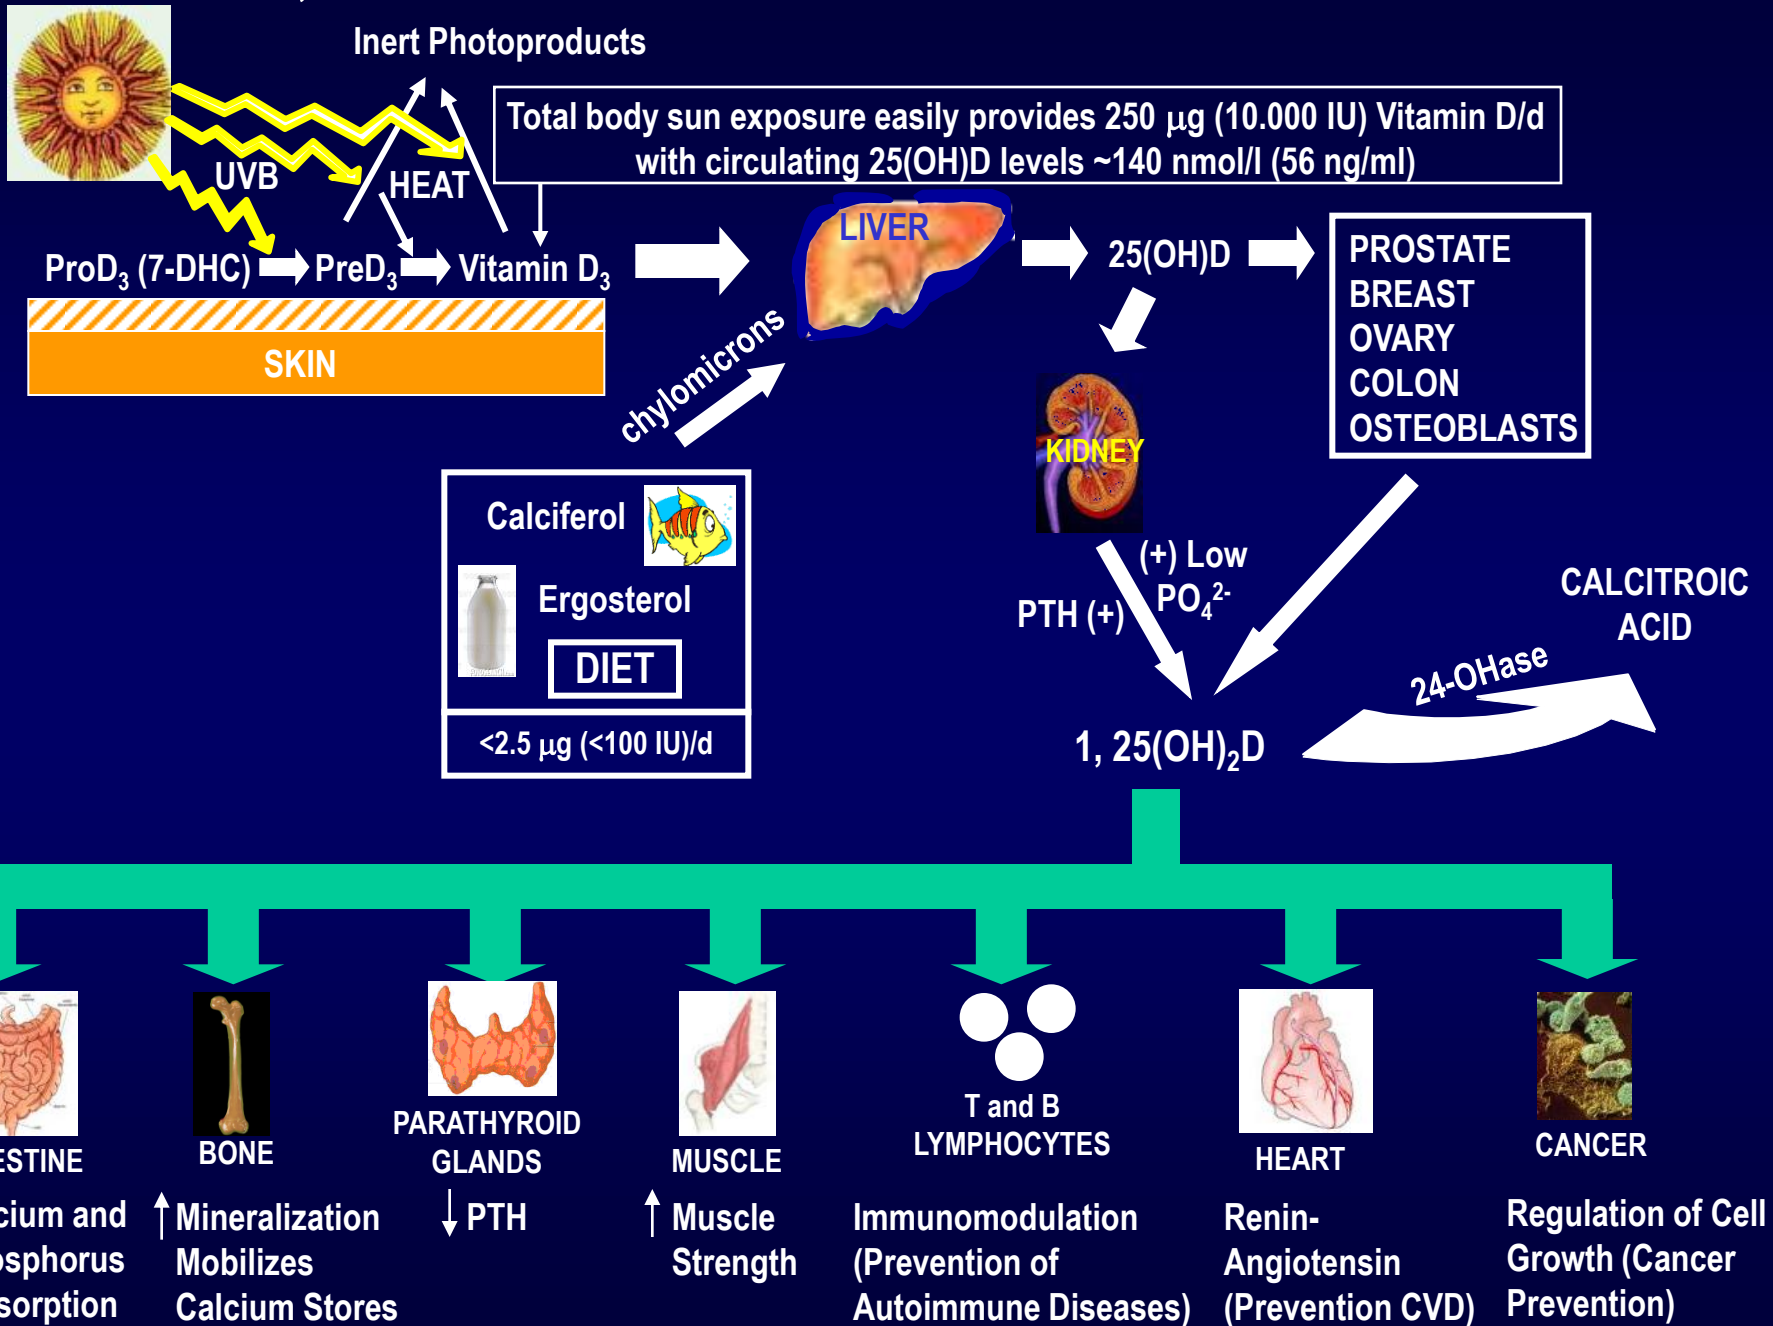 Inert Photoproducts
Total body sun exposure easily provides 250 µg (10.000 IU) Vitamin D/d
with circulating 25(OH)D levels ~140 nmol/l (56 ng/ml)
UVB
HEAT
ProD₃ (7-DHC)
PreD₃
Vitamin D₃
SKIN
LIVER
25(OH)D
PROSTATE
BREAST
OVARY
COLON
OSTEOBLASTS
chylomicrons
KIDNEY
Calciferol
Ergosterol
DIET
<2.5 µg (<100 IU)/d
(+) Low
PO₄²⁻
PTH (+)
CALCITROIC
ACID
24-OHase
1, 25(OH)₂D
ESTINE
cium and
osphorus
sorption
BONE
Mineralization
Mobilizes
Calcium Stores
PARATHYROID
GLANDS
PTH
MUSCLE
Muscle
Strength
T and B
LYMPHOCYTES
Immunomodulation
(Prevention of
Autoimmune Diseases)
HEART
Renin-
Angiotensin
(Prevention CVD)
CANCER
Regulation of Cell
Growth (Cancer
Prevention)